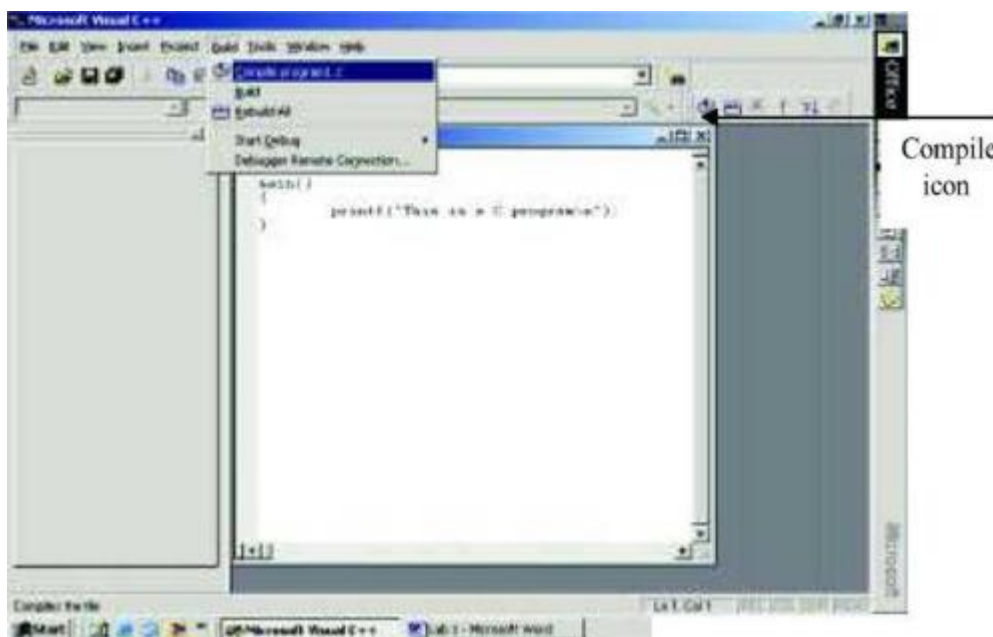 Microsoft Visual C++
File Edit View Insert Project Build Tools Window Help
Compile program1.c
Build
Rebuild All
Start Debug
Debugger Remote Connection...
Office
Compile
icon
main()
{
printf("This is a C program\n");
}
Microsoft
Compiles the file
Ln 1, Col 1
Start
Microsoft Visual C++
Lab 1 - Microsoft Word